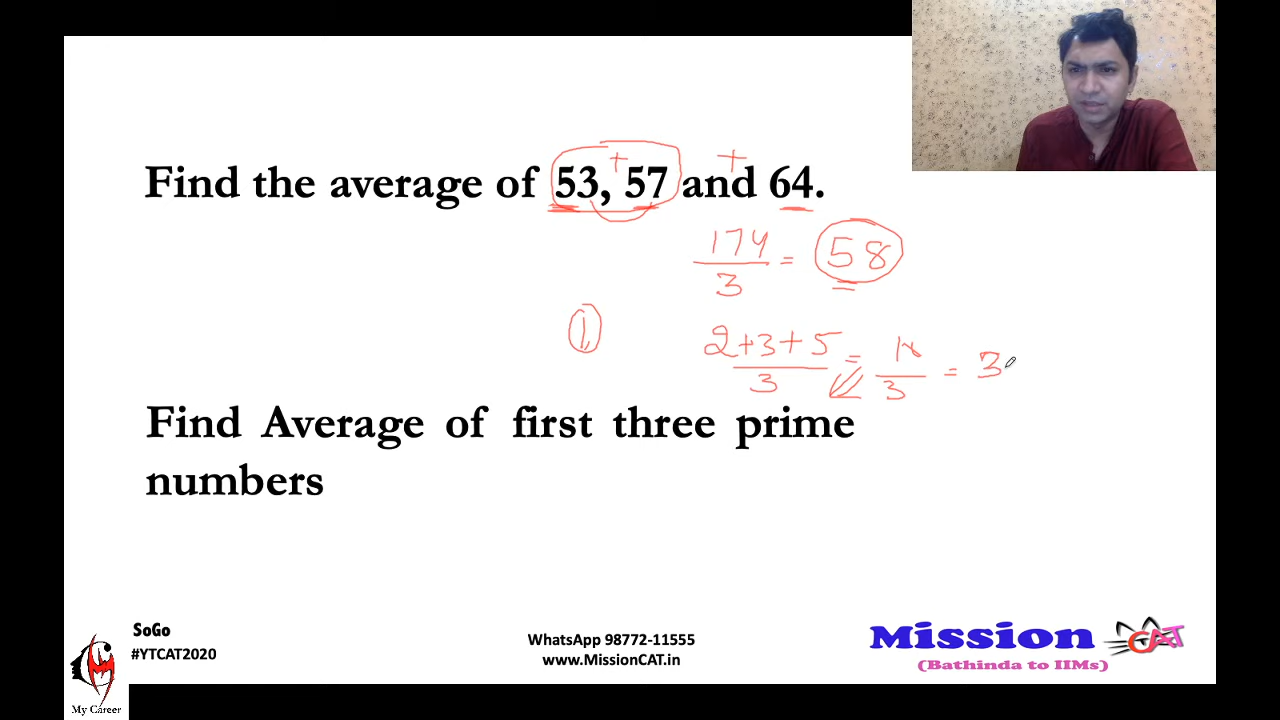 Find the average of 53, 57 and 64.
+ +
174/3 = 58
1
2+3+5/3 = 10/3 = 3.
Find Average of first three prime
numbers
SoGo
#YTCAT2020
WhatsApp 98772-11555
www.MissionCAT.in
Mission CAT
(Bathinda to IIMs)
My Career